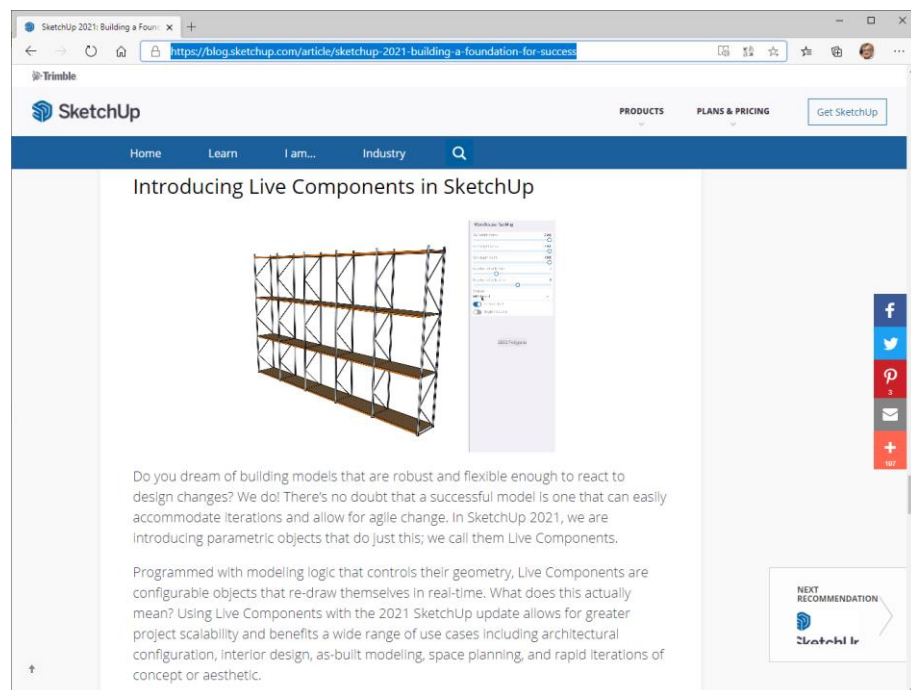 SketchUp 2021: Building a Foun
https://blog.sketchup.com/article/sketchup-2021-building-a-foundation-for-success
Trimble
SketchUp
PRODUCTS
PLANS & PRICING
Get SketchUp
Home
Learn
I am...
Industry
Introducing Live Components in SketchUp
Do you dream of building models that are robust and flexible enough to react to
design changes? We do! There's no doubt that a successful model is one that can easily
accommodate iterations and allow for agile change. In SketchUp 2021, we are
introducing parametric objects that do just this; we call them Live Components.
Programmed with modeling logic that controls their geometry, Live Components are
configurable objects that re-draw themselves in real-time. What does this actually
mean? Using Live Components with the 2021 SketchUp update allows for greater
project scalability and benefits a wide range of use cases including architectural
configuration, interior design, as-built modeling, space planning, and rapid iterations of
concept or aesthetic.
3
107
NEXT
RECOMMENDATION